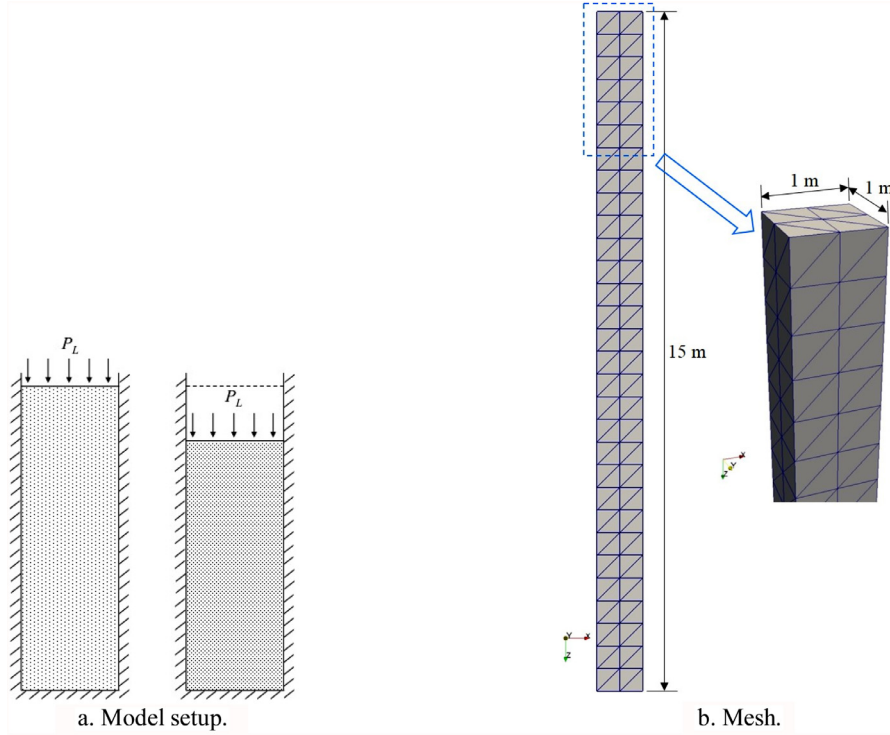 P_L
P_L
a. Model setup.
15 m
1 m
1 m
Y
X
Z
X
Y
Z
b. Mesh.